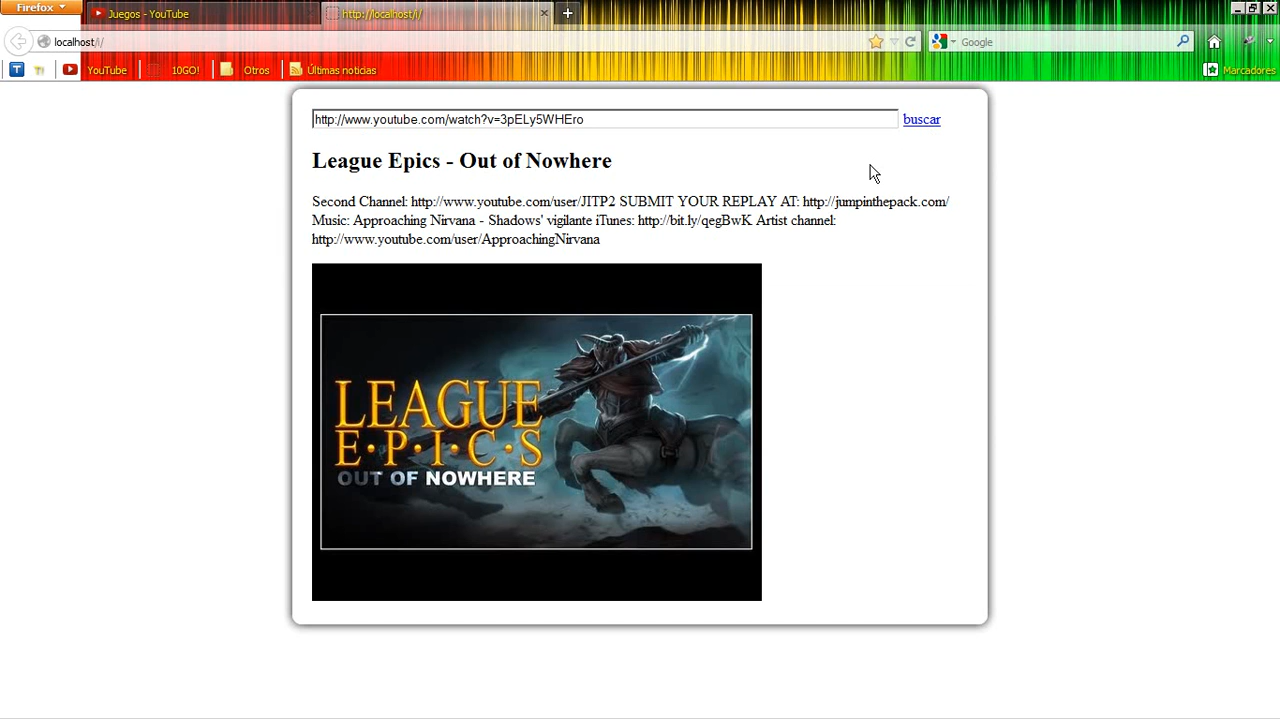 Firefox
Juegos - YouTube
http://localhost/i/
localhost/i/
Google
YouTube
10GO!
Otros
Últimas noticias
Marcadores
http://www.youtube.com/watch?v=3pELy5WHEro
buscar
League Epics - Out of Nowhere
Second Channel: http://www.youtube.com/user/JITP2 SUBMIT YOUR REPLAY AT: http://jumpinthepack.com/
Music: Approaching Nirvana - Shadows' vigilante iTunes: http://bit.ly/qegBwK Artist channel:
http://www.youtube.com/user/ApproachingNirvana
LEAGUE
E·P·I·C·S
OUT OF NOWHERE